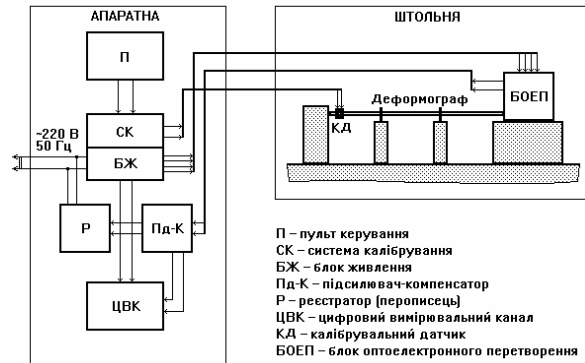 АПАРАТНА
ШТОЛЬНЯ
П
БОЕП
Деформограф
СК
КД
~220 В
50 Гц
БЖ
Р
Пд-К
ЦВК
П – пульт керування
СК – система калібрування
БЖ – блок живлення
Пд-К – підсилювач-компенсатор
Р – реєстратор (перописець)
ЦВК – цифровий вимірювальний канал
КД – калібрувальний датчик
БОЕП – блок оптоелектронного перетворення